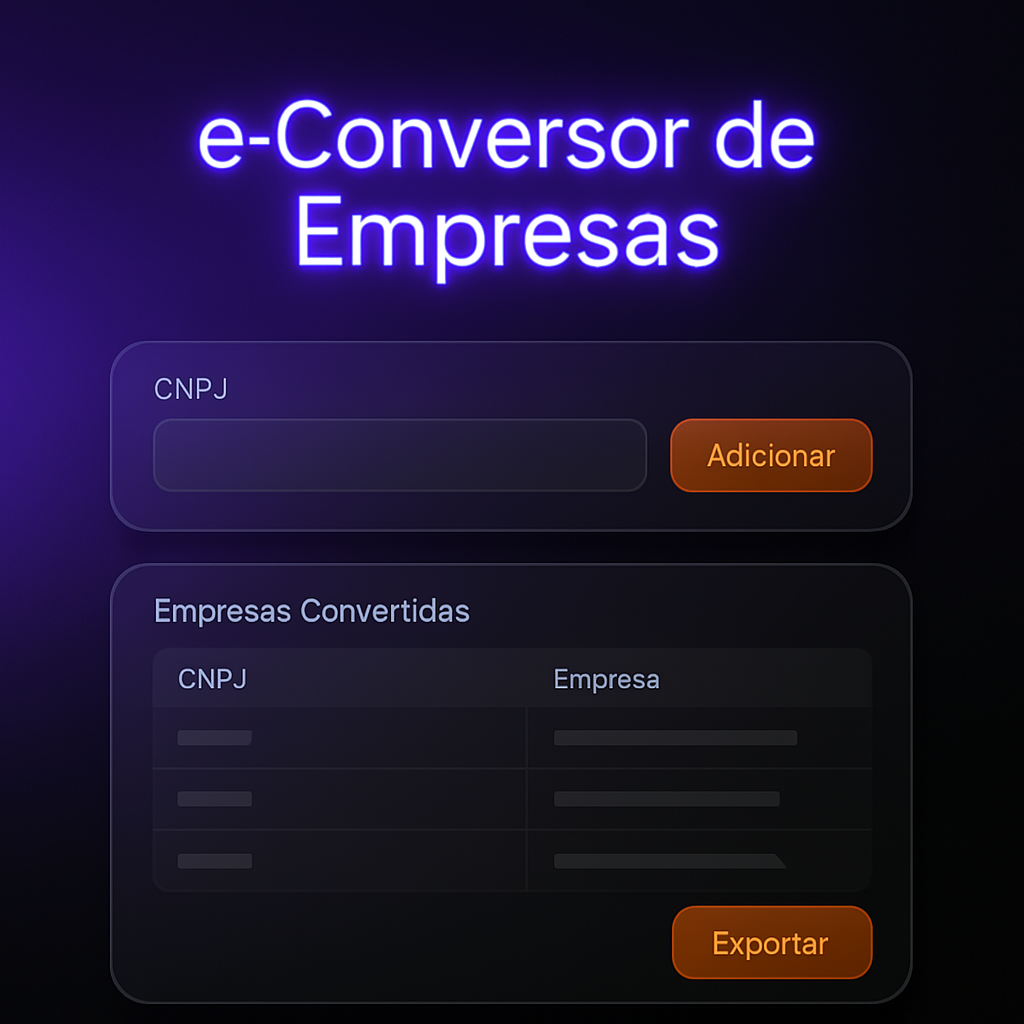 e-Conversor de
Empresas
CNPJ
Adicionar
Empresas Convertidas
CNPJ Empresa
Exportar